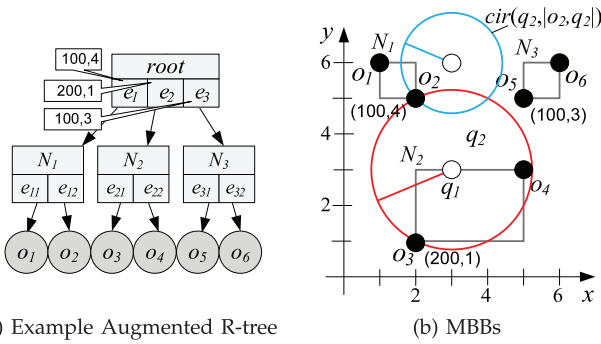 100,4
200,1
100,3
root
e1 e2 e3
N1 N2 N3
e11 e12 e21 e22 e31 e32
o1 o2 o3 o4 o5 o6
) Example Augmented R-tree
y
cir(q2,|o2,q2|)
6
N1
N3
o1
o2
o5
o6
(100,4)
(100,3)
4
q2
N2
q1
o4
2
o3
(200,1)
2 4 6 x
(b) MBBs